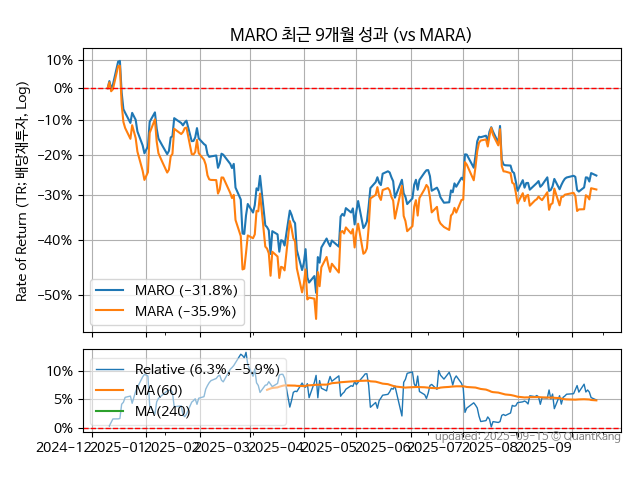 MARO 최근 9개월 성과 (vs MARA)
Rate of Return (TR: 배당재투자, Log)
10%
0%
−10%
−20%
−30%
−40%
−50%
MARO (−31.8%)
MARA (−35.9%)
10%
5%
0%
Relative (6.3%, −5.9%)
MA(60)
MA(240)
updated: 2025-09-15 © QuantKang
2024−12 2025−01 2025−02 2025−03 2025−04 2025−05 2025−06 2025−07 2025−08 2025−09